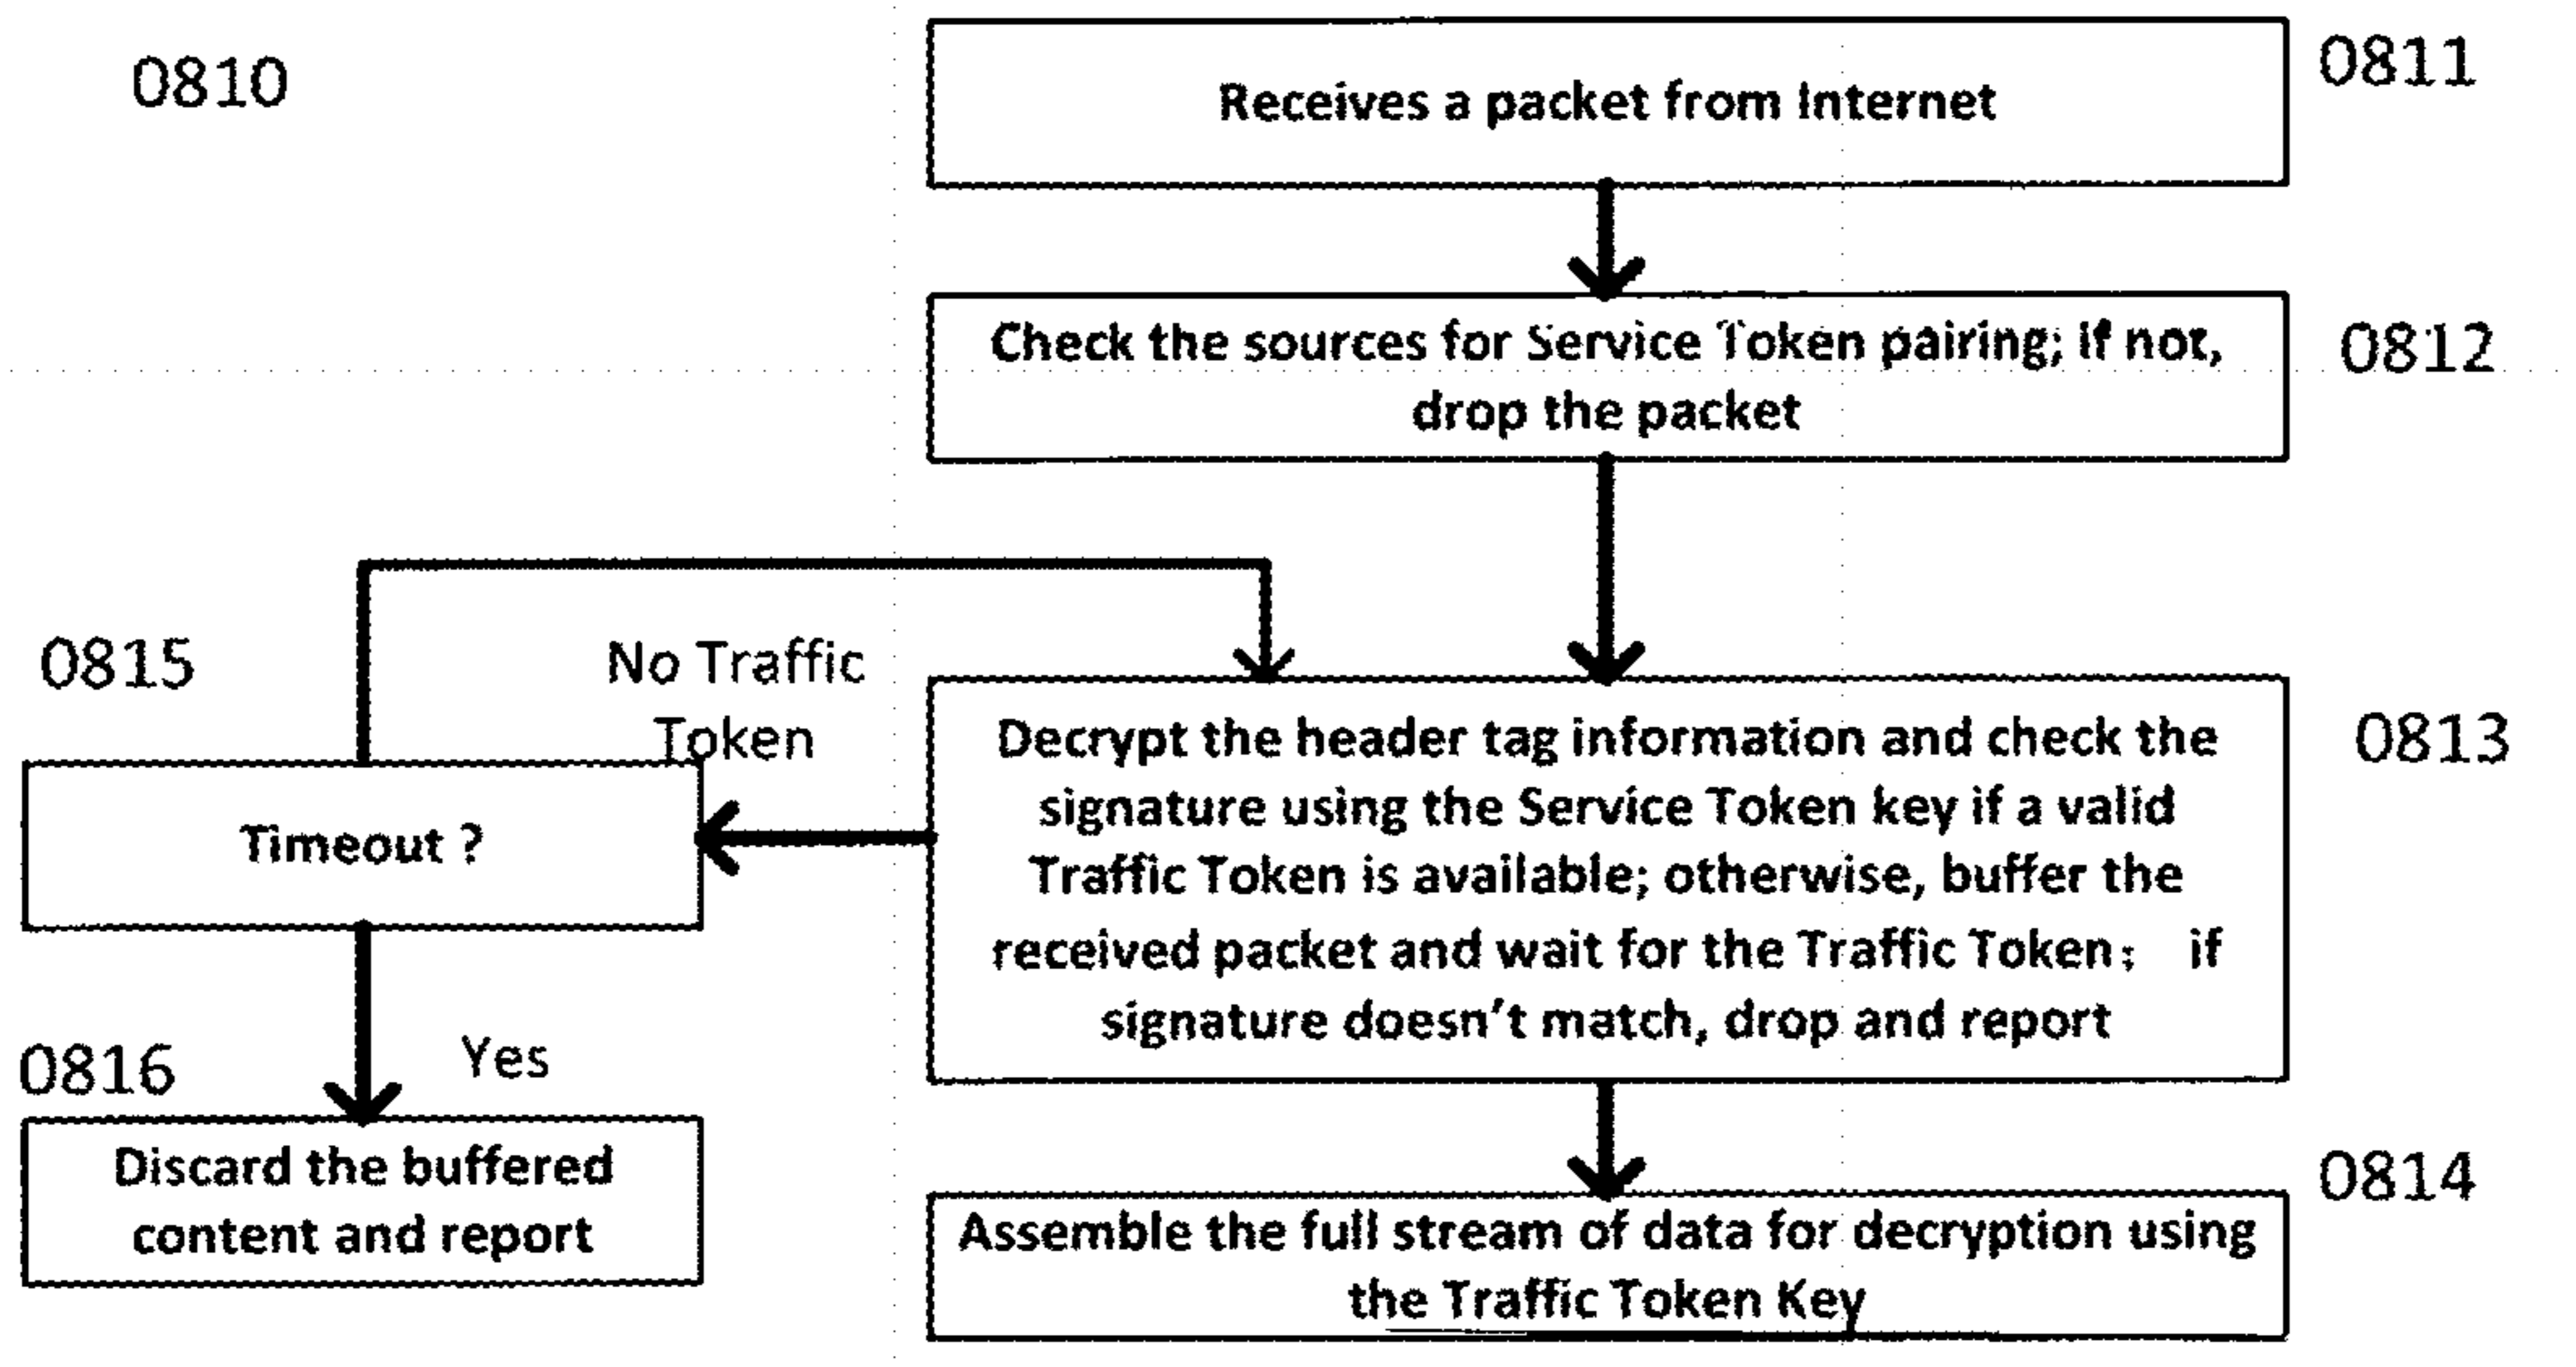 0810
0811
Receives a packet from Internet
Check the sources for Service Token pairing; if not,
drop the packet
0812
0815
No Traffic
Token
Timeout ?
Decrypt the header tag information and check the
signature using the Service Token key if a valid
Traffic Token is available; otherwise, buffer the
received packet and wait for the Traffic Token; if
signature doesn't match, drop and report
0813
0816
Yes
Discard the buffered
content and report
0814
Assemble the full stream of data for decryption using
the Traffic Token Key